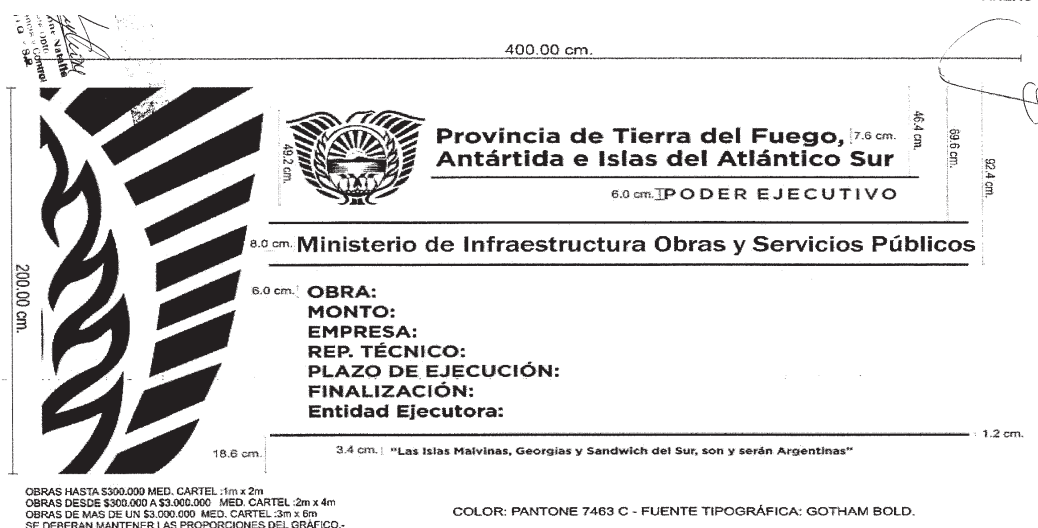 400.00 cm.
Provincia de Tierra del Fuego,
Antártida e Islas del Atlántico Sur
7.6 cm.
46.4 cm.
69.6 cm.
92.4 cm.
49.2 cm.
6.0 cm. PODER EJECUTIVO
8.0 cm. Ministerio de Infraestructura Obras y Servicios Públicos
200.00 cm.
6.0 cm. OBRA:
MONTO:
EMPRESA:
REP. TÉCNICO:
PLAZO DE EJECUCIÓN:
FINALIZACIÓN:
Entidad Ejecutora:
1.2 cm.
18.6 cm.
3.4 cm. "Las Islas Malvinas, Georgias y Sandwich del Sur, son y serán Argentinas"
OBRAS HASTA $300.000 MED. CARTEL :1m x 2m
OBRAS DESDE $300.000 A $3.000.000 MED. CARTEL :2m x 4m
OBRAS DE MAS DE UN $3.000.000 MED. CARTEL :3m x 6m
SE DEBERAN MANTENER LAS PROPORCIONES DEL GRÁFICO.-
COLOR: PANTONE 7463 C - FUENTE TIPOGRÁFICA: GOTHAM BOLD.